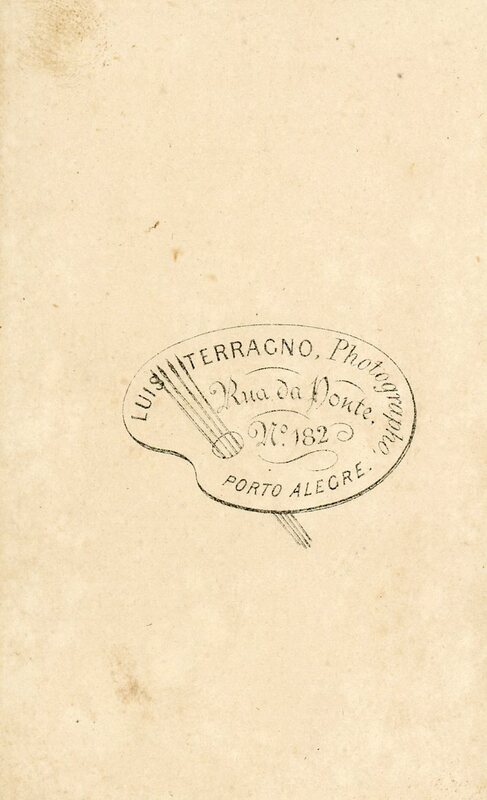 LUIS TERRAGNO, Photographo,
Rua da Ponte.
Nº 182
PORTO ALEGRE.